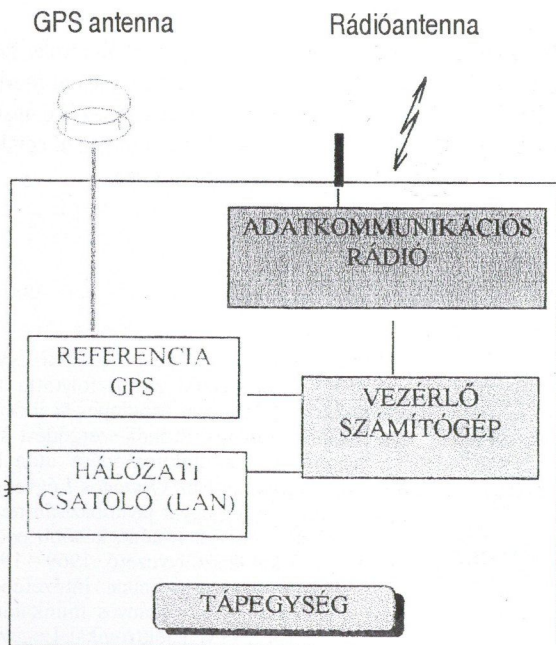 GPS antenna
Rádióantenna
ADATKOMMUNIKÁCIÓS
RÁDIÓ
REFERENCIA
GPS
VEZÉRLŐ
SZÁMÍTÓGÉP
HÁLÓZATI
CSATOLÓ (LAN)
TÁPEGYSÉG